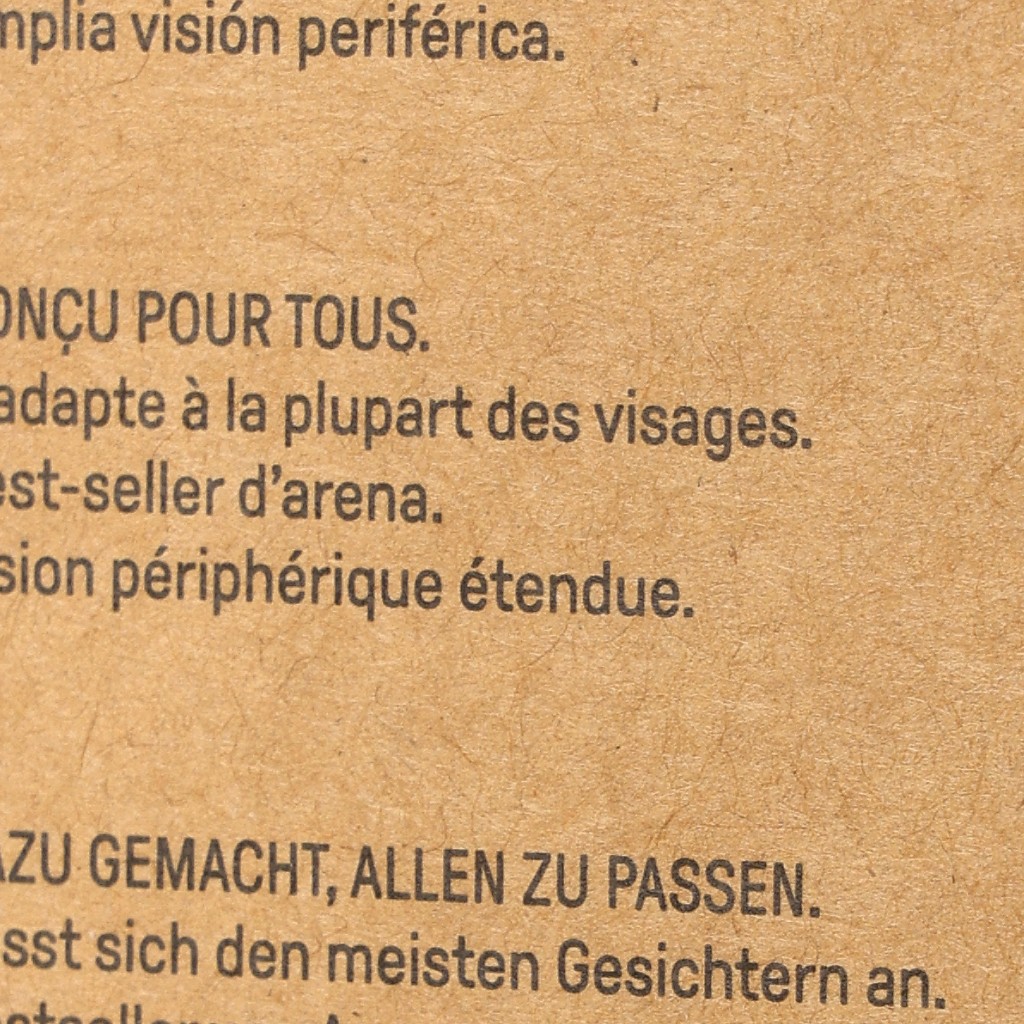 mplia visión periférica.
ONÇU POUR TOUS.
adapte à la plupart des visages.
est-seller d’arena.
sion périphérique étendue.
AZU GEMACHT, ALLEN ZU PASSEN.
sst sich den meisten Gesichtern an.